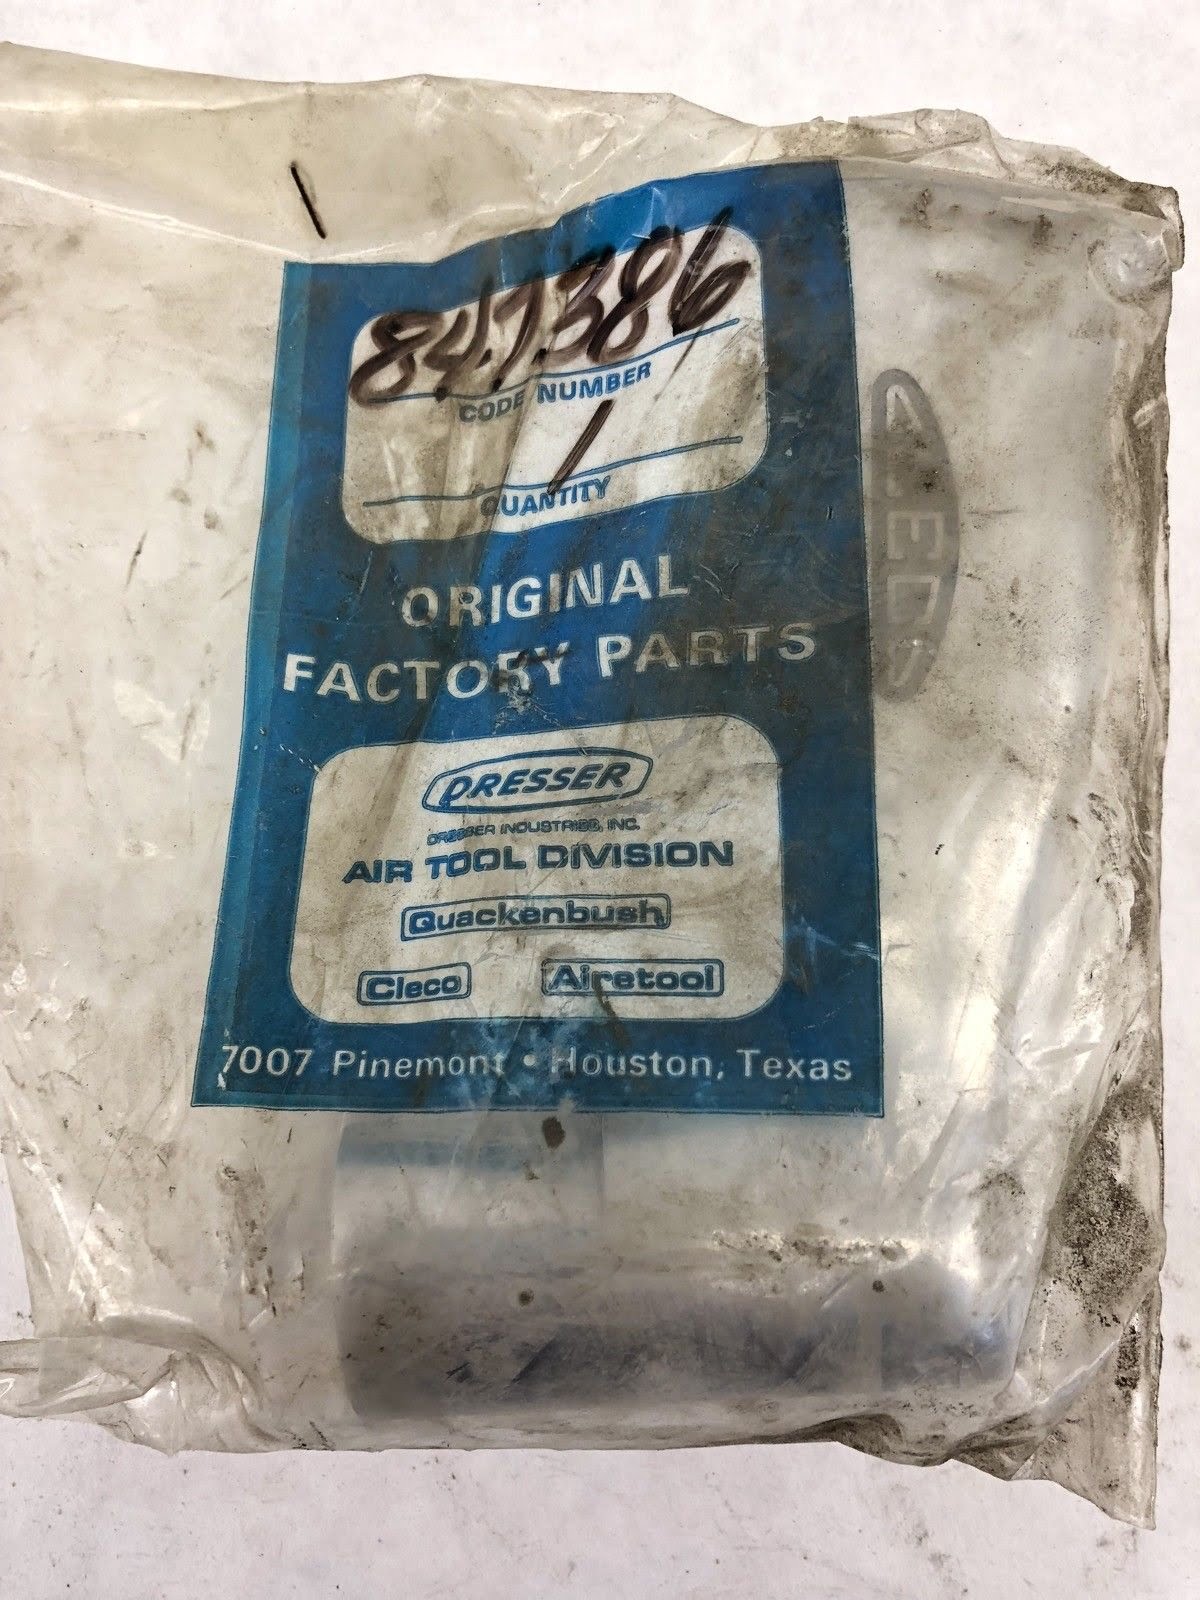 847386
CODE NUMBER
1
QUANTITY
ORIGINAL
FACTORY PARTS
DRESSER
DRESSER INDUSTRIES, INC.
AIR TOOL DIVISION
Quackenbush
Cleco Airetool
7007 Pinemont • Houston, Texas
CLECO